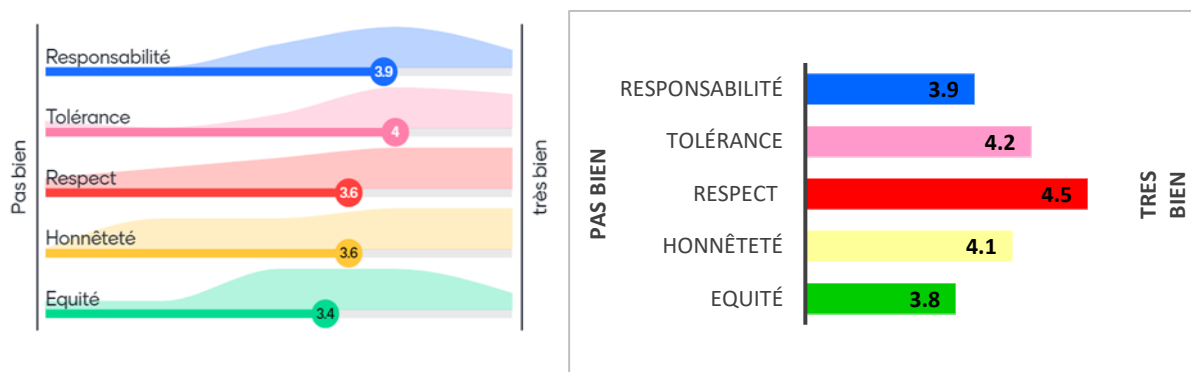 Pas bien
Responsabilité
3.9
Tolérance
4
Respect
3.6
Honnêteté
3.6
Equité
3.4
très bien
PAS BIEN
RESPONSABILITÉ
3.9
TOLÉRANCE
4.2
RESPECT
4.5
HONNÊTETÉ
4.1
EQUITÉ
3.8
TRES
BIEN